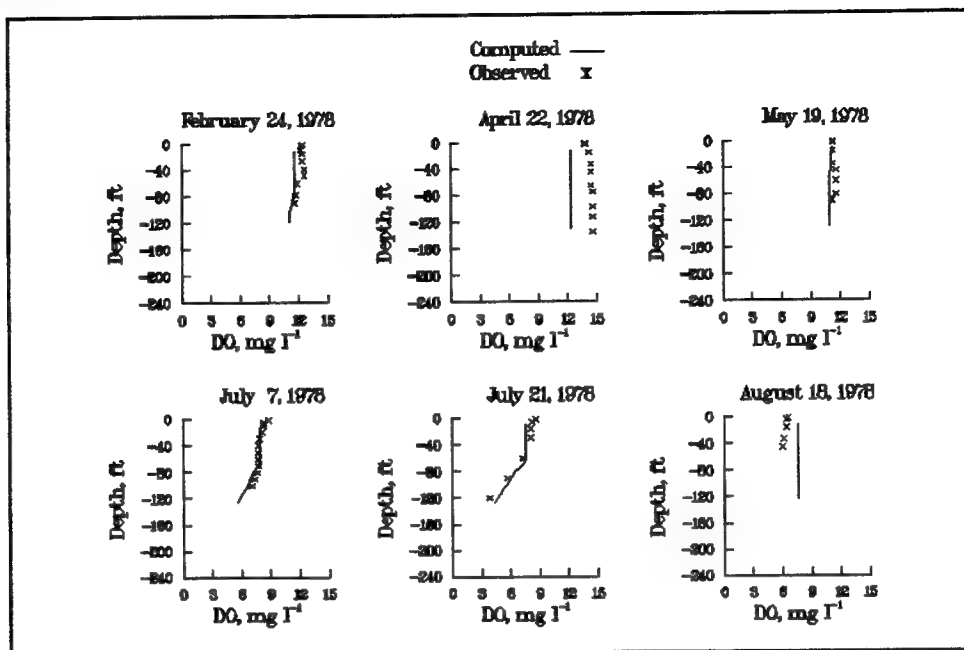 Computed
Observed x
February 24, 1978
April 22, 1978
May 19, 1978
Depth, ft
0
-40
-80
-120
-160
-200
-240
0 3 6 9 12 15
DO, mg l⁻¹
Depth, ft
0
-40
-80
-120
-160
-200
-240
0 3 6 9 12 15
DO, mg l⁻¹
Depth, ft
0
-40
-80
-120
-160
-200
-240
0 3 6 9 12 15
DO, mg l⁻¹
July 7, 1978
July 21, 1978
August 18, 1978
Depth, ft
0
-40
-80
-120
-160
-200
-240
0 3 6 9 12 15
DO, mg l⁻¹
Depth, ft
0
-40
-80
-120
-160
-200
-240
0 3 6 9 12 15
DO, mg l⁻¹
Depth, ft
0
-40
-80
-120
-160
-200
-240
0 3 6 9 12 15
DO, mg l⁻¹